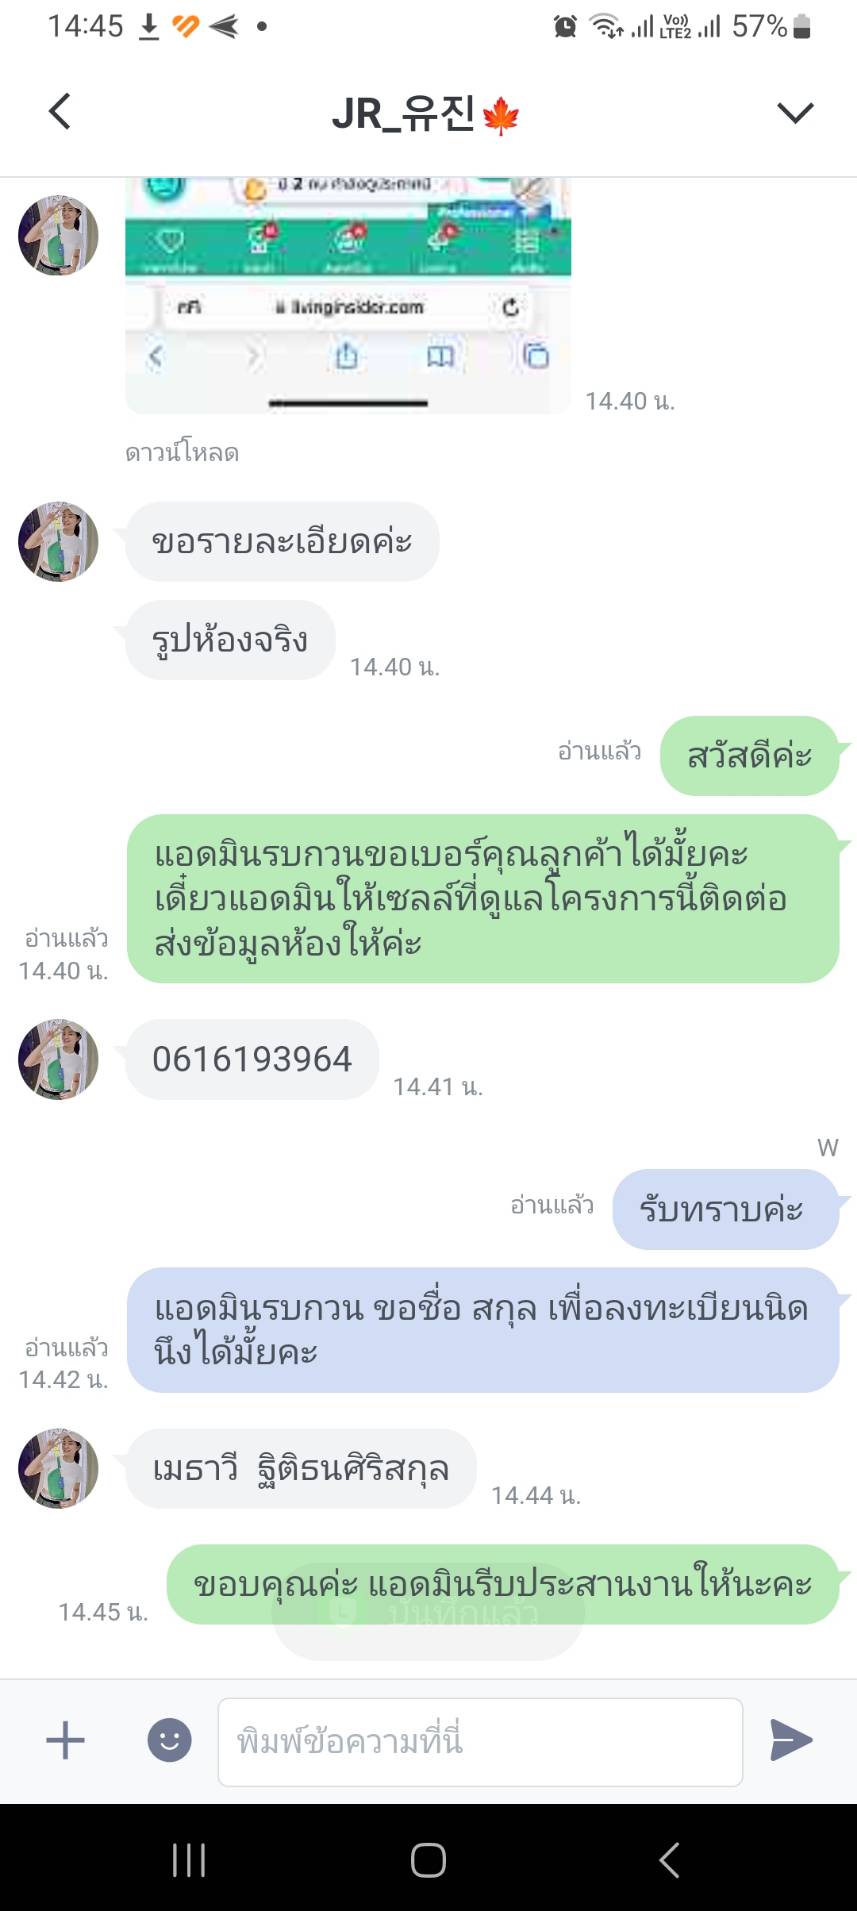 14:45
Vo)) LTE2 57%
JR_유진🍁
livinginsider.com
14.40 น.
ดาวน์โหลด
ขอรายละเอียดค่ะ
รูปห้องจริง
14.40 น.
อ่านแล้ว
สวัสดีค่ะ
แอดมินรบกวนขอเบอร์คุณลูกค้าได้มั้ยคะ
เดี๋ยวแอดมินให้เซลล์ที่ดูแลโครงการนี้ติดต่อ
ส่งข้อมูลห้องให้ค่ะ
อ่านแล้ว
14.40 น.
0616193964
14.41 น.
W
อ่านแล้ว
รับทราบค่ะ
แอดมินรบกวน ขอชื่อ สกุล เพื่อลงทะเบียนนิด
นึงได้มั้ยคะ
อ่านแล้ว
14.42 น.
เมธาวี  ฐิติธนศิริสกุล
14.44 น.
ขอบคุณค่ะ แอดมินรีบประสานงานให้นะคะ
14.45 น.
บันทึกแล้ว
พิมพ์ข้อความที่นี่